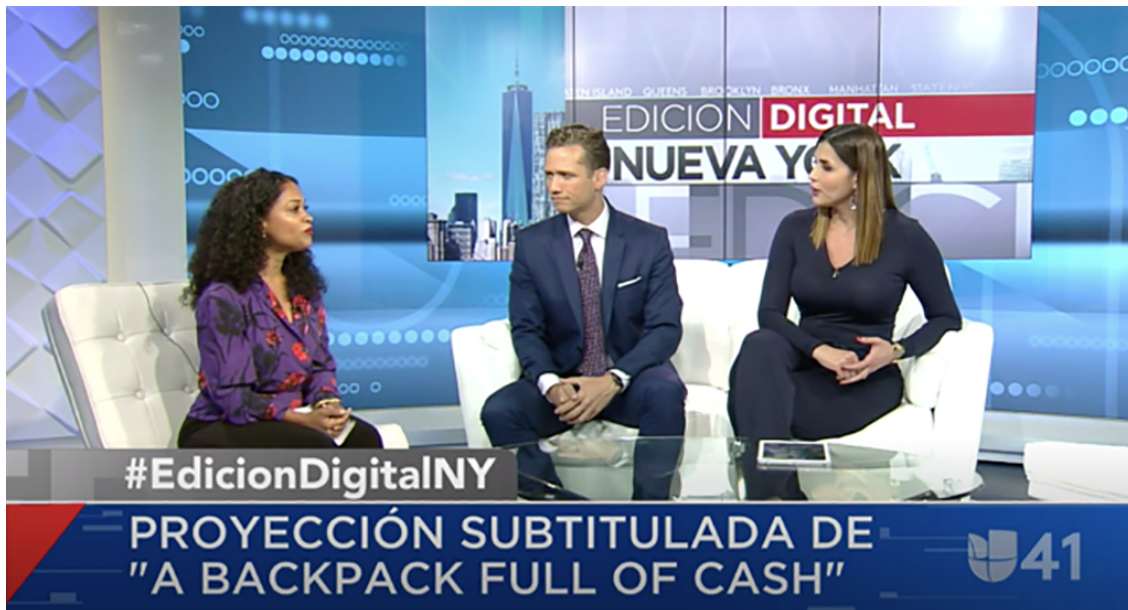 STATEN ISLAND QUEENS BROOKLYN BRONX MANHATTAN STATEN
EDICION DIGITAL
NUEVA YORK
#EdicionDigitalNY
PROYECCIÓN SUBTITULADA DE
"A BACKPACK FULL OF CASH"
41